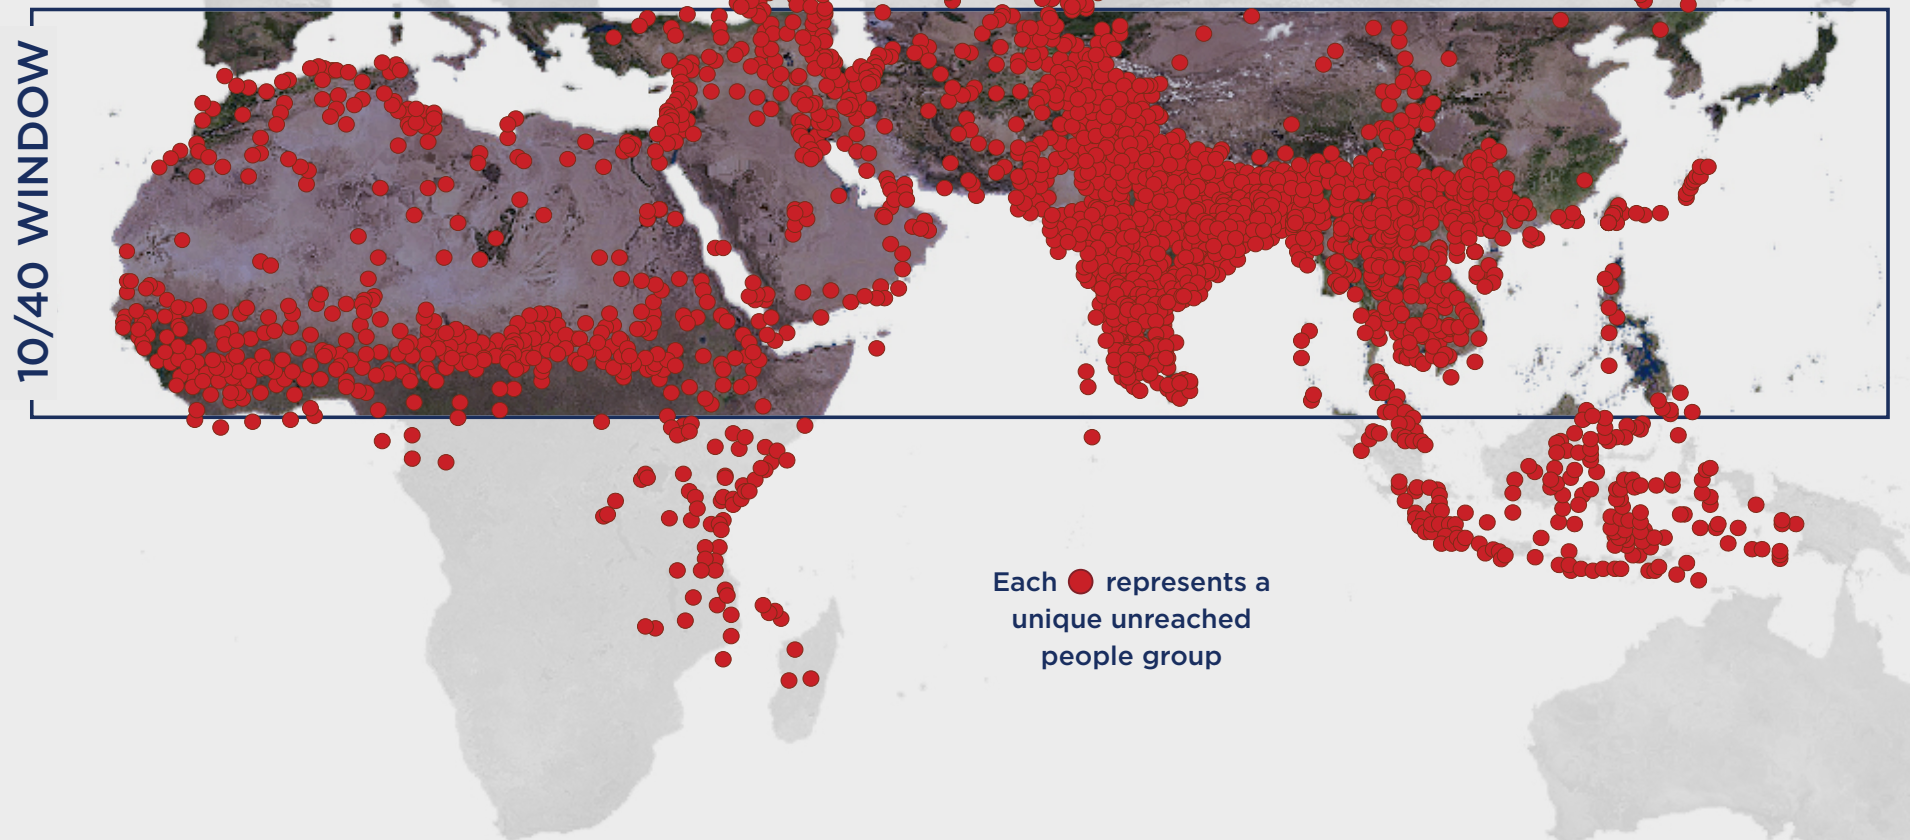 10/40 WINDOW
Each represents a
unique unreached
people group